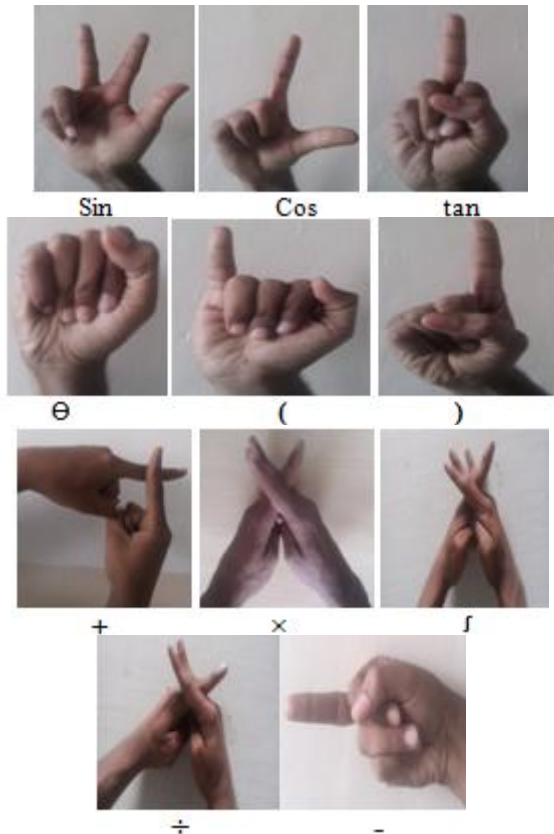 Sin Cos tan
Ɵ ( )
+ × ∫
÷ -